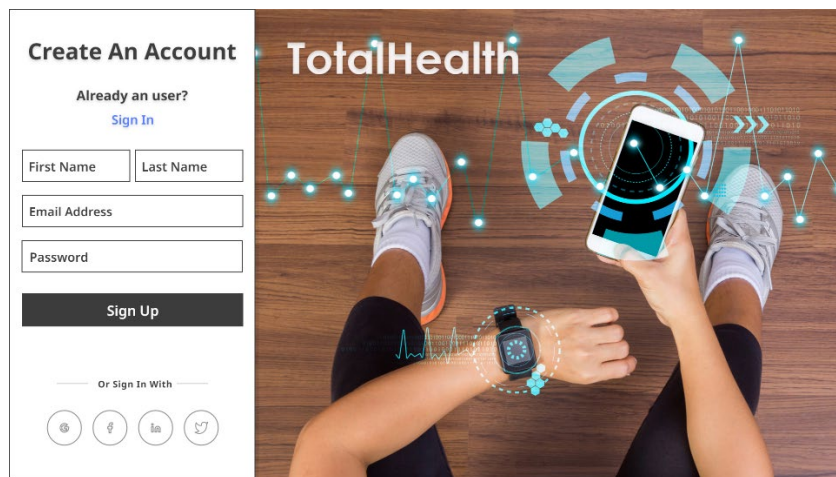 Create An Account
TotalHealth
Already an user?
Sign In
First Name
Last Name
Email Address
Password
Sign Up
Or Sign In With